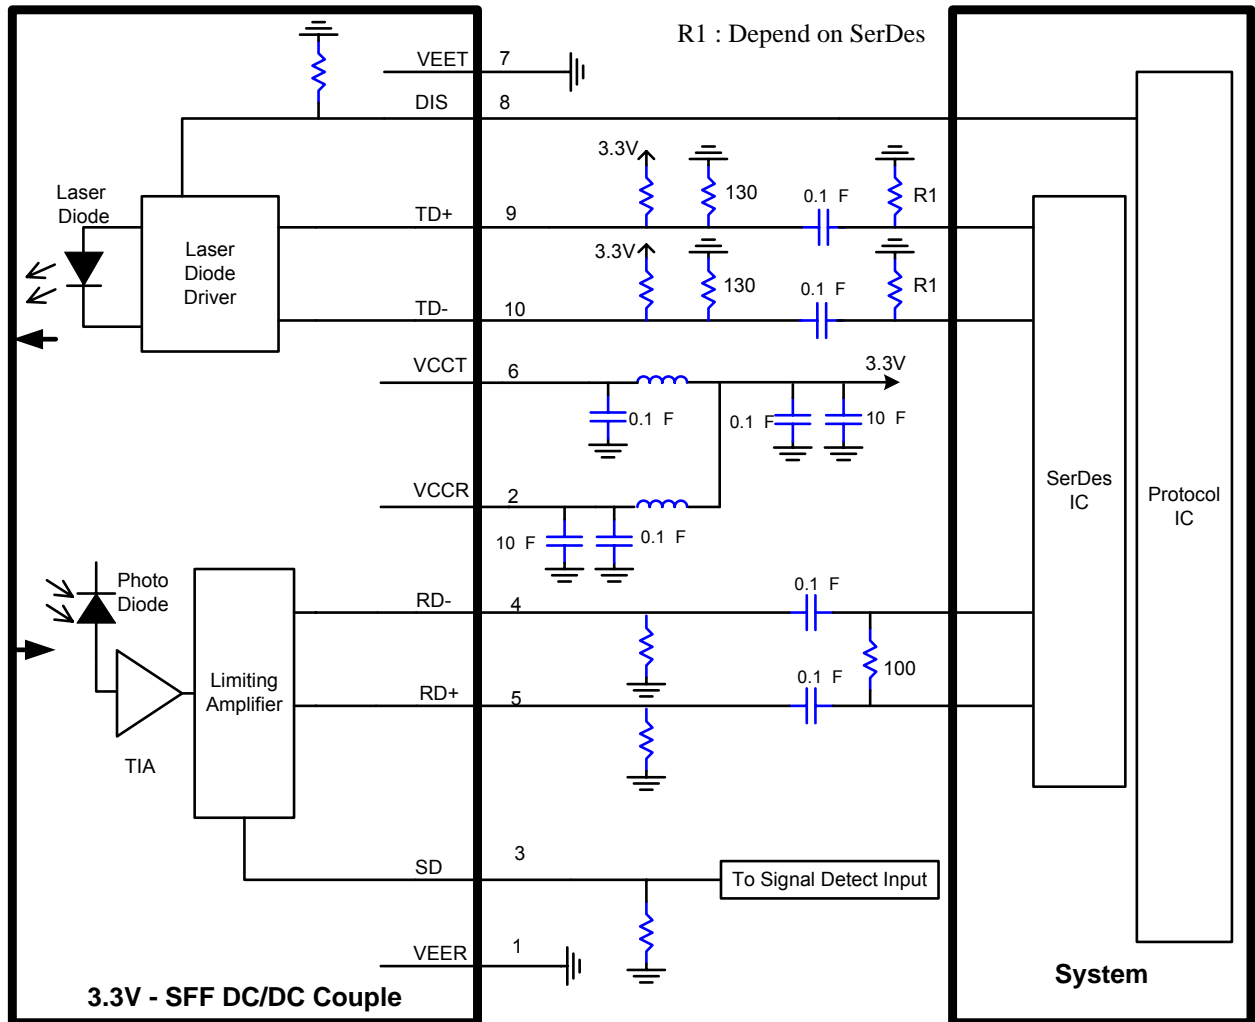 R1 : Depend on SerDes
VEET 7
DIS 8
3.3V
130
0.1 F
R1
Laser
Diode
TD+ 9
Laser
Diode
Driver
3.3V
130
0.1 F
R1
TD- 10
VCCT 6
3.3V
0.1 F
0.1 F
10 F
VCCR 2
10 F
0.1 F
SerDes
IC
Protocol
IC
Photo
Diode
RD- 4
0.1 F
100
Limiting
Amplifier
RD+ 5
0.1 F
TIA
SD 3
To Signal Detect Input
VEER 1
3.3V - SFF DC/DC Couple
System